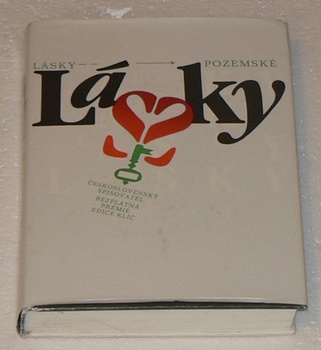 LÁSKY POZEMSKÉ
Lásky
ČESKOSLOVENSKÝ
SPISOVATEL
BEZPLATNÁ
PRÉMIE
EDICE KLÍČ